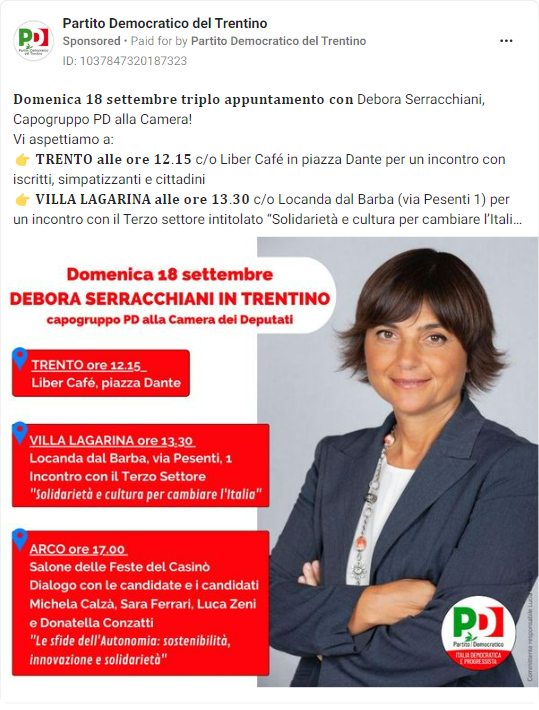 Partito Democratico del Trentino
Sponsored • Paid for by Partito Democratico del Trentino
ID: 1037847320187323
Domenica 18 settembre triplo appuntamento con Debora Serracchiani,
Capogruppo PD alla Camera!
Vi aspettiamo a:
👉 TRENTO alle ore 12.15 c/o Liber Café in piazza Dante per un incontro con
iscritti, simpatizzanti e cittadini
👉 VILLA LAGARINA alle ore 13.30 c/o Locanda dal Barba (via Pesenti 1) per
un incontro con il Terzo settore intitolato “Solidarietà e cultura per cambiare l’Itali...
Domenica 18 settembre
DEBORA SERRACCHIANI IN TRENTINO
capogruppo PD alla Camera dei Deputati
TRENTO ore 12.15
Liber Café, piazza Dante
VILLA LAGARINA ore 13.30
Locanda dal Barba, via Pesenti, 1
Incontro con il Terzo Settore
"Solidarietà e cultura per cambiare l'Italia"
ARCO ore 17.00
Salone delle Feste del Casinò
Dialogo con le candidate e i candidati
Michela Calzà, Sara Ferrari, Luca Zeni
e Donatella Conzatti
"Le sfide dell'Autonomia: sostenibilità,
innovazione e solidarietà"
PD
Partito Democratico
ITALIA DEMOCRATICA
E PROGRESSISTA
Committente responsabile